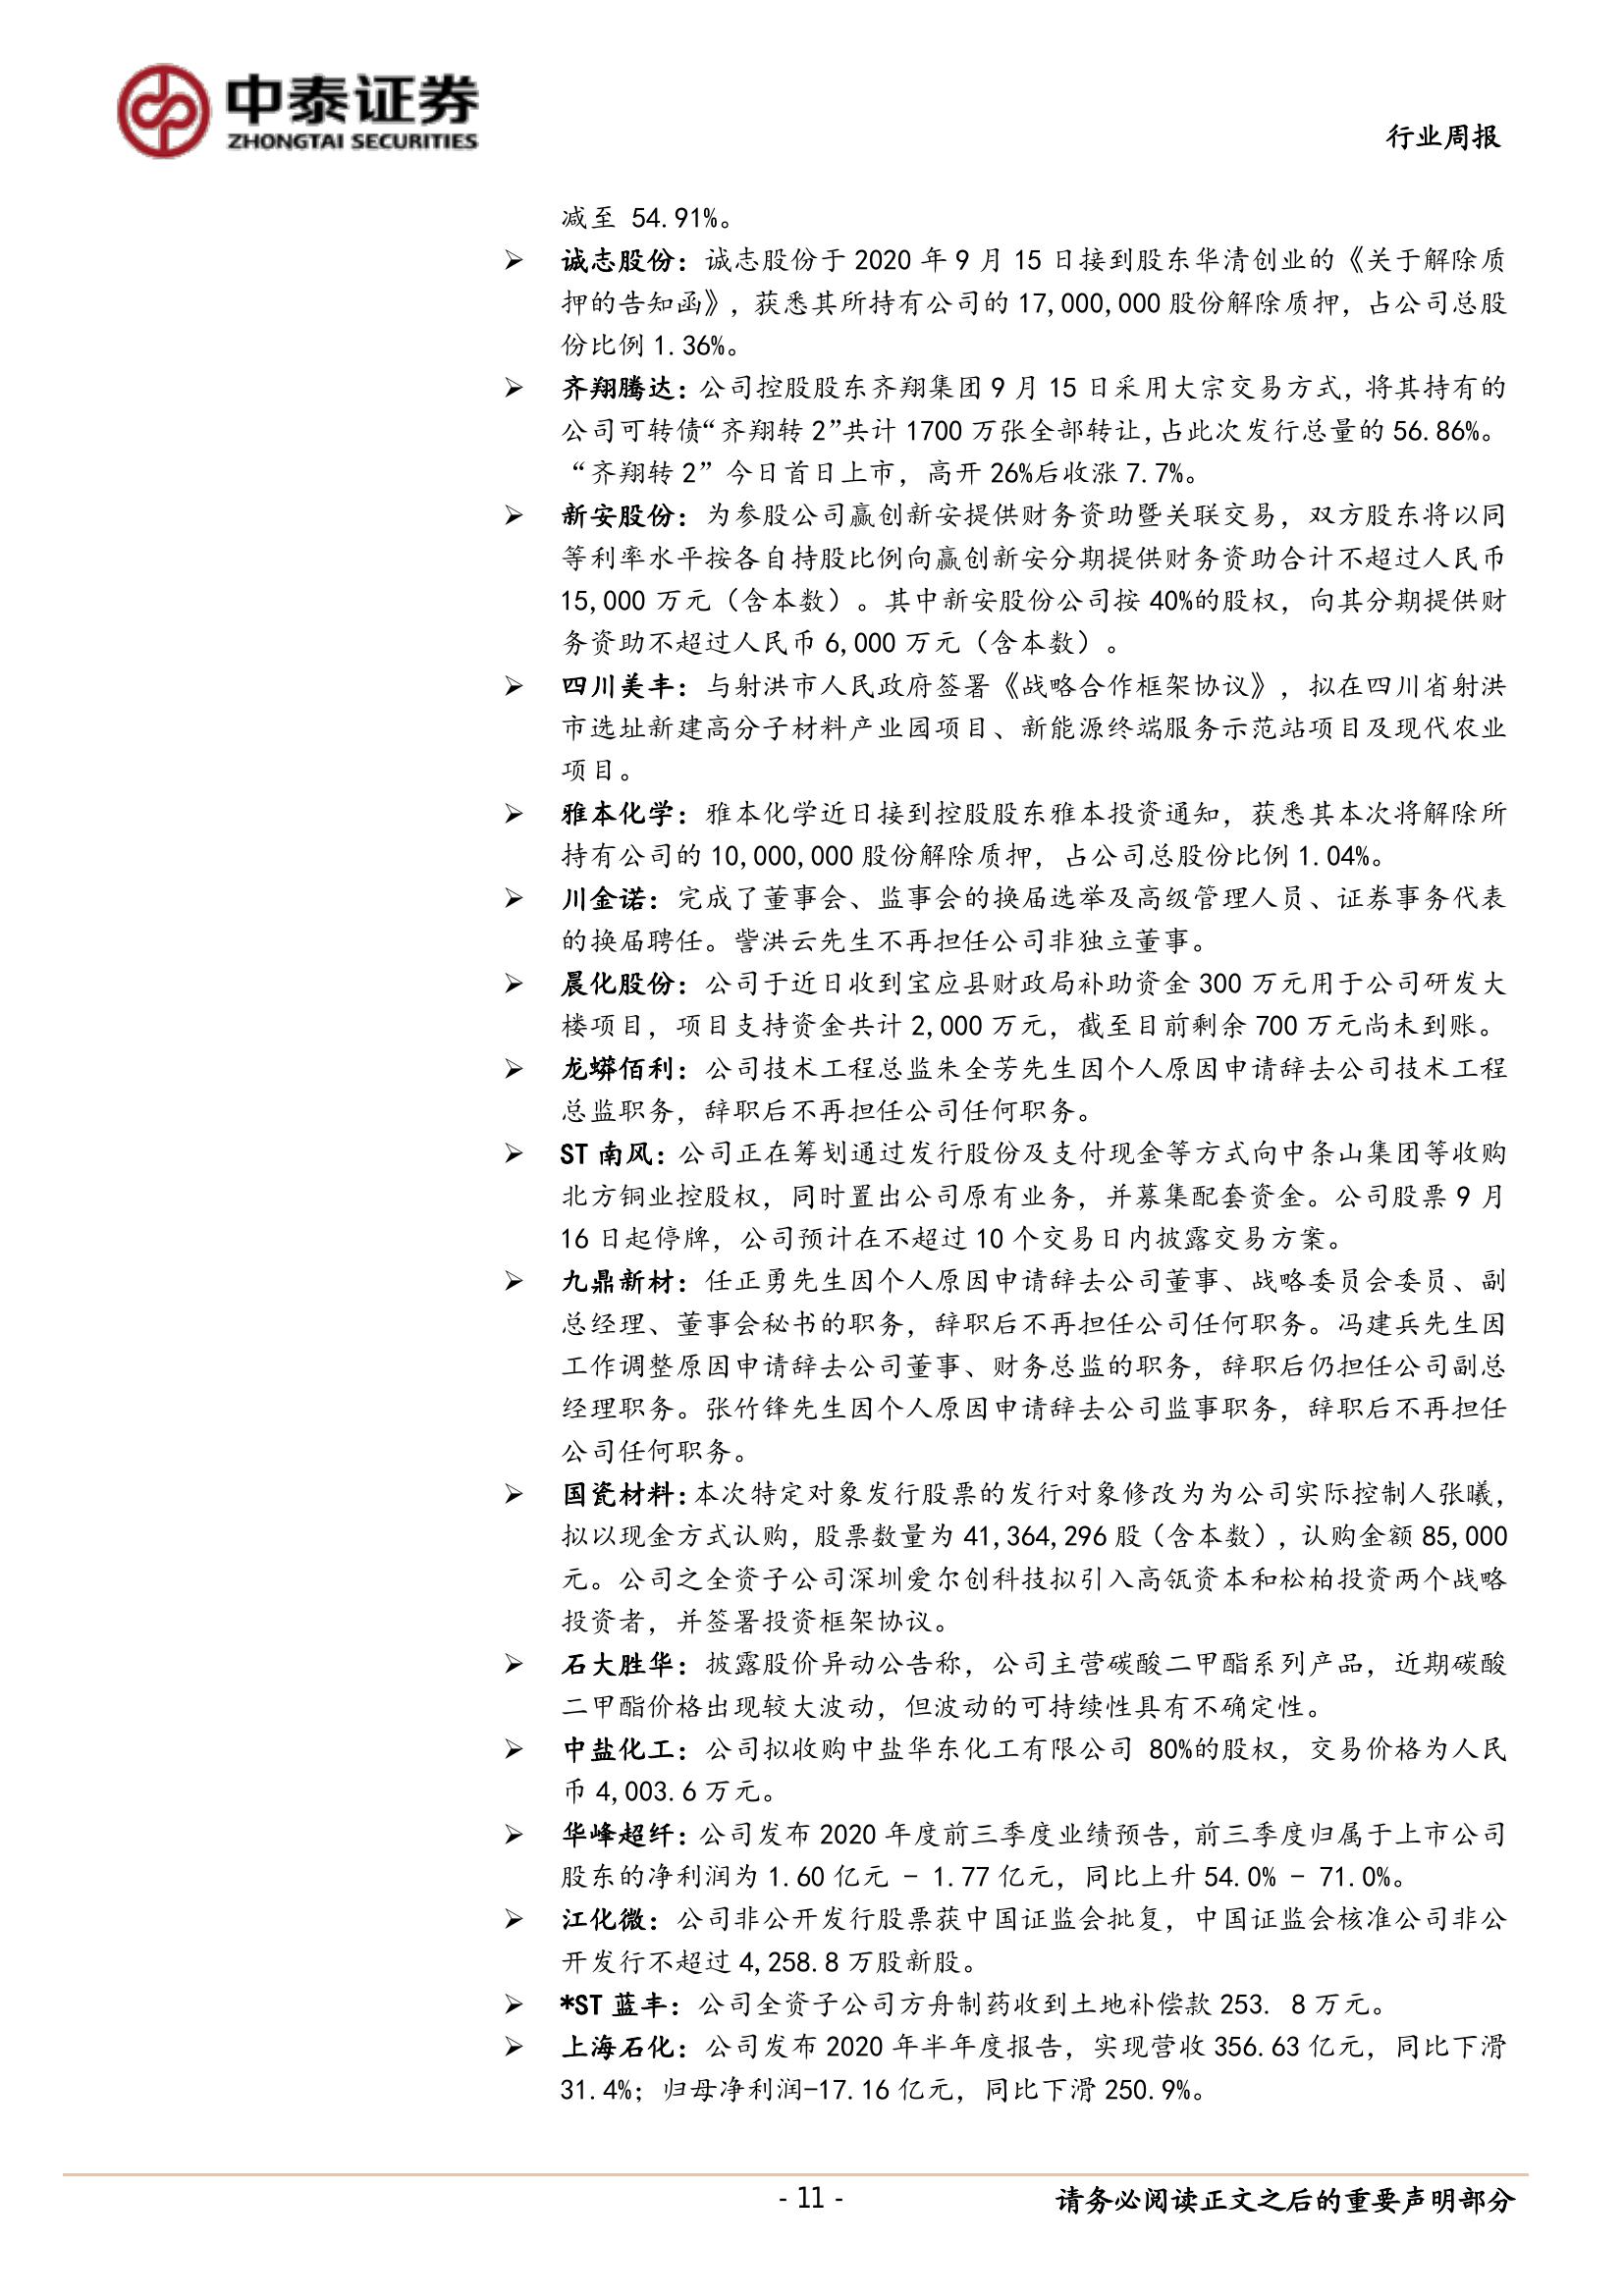 中泰证券
ZHONGTAI SECURITIES
行业周报
减至 54.91%。
➢ 诚志股份：诚志股份于 2020 年 9 月 15 日接到股东华清创业的《关于解除质
押的告知函》，获悉其所持有公司的 17,000,000 股份解除质押，占公司总股
份比例 1.36%。
➢ 齐翔腾达：公司控股股东齐翔集团 9 月 15 日采用大宗交易方式，将其持有的
公司可转债“齐翔转 2”共计 1700 万张全部转让，占此次发行总量的 56.86%。
“齐翔转 2” 今日首日上市，高开 26%后收涨 7.7%。
➢ 新安股份：为参股公司赢创新安提供财务资助暨关联交易，双方股东将以同
等利率水平按各自持股比例向赢创新安分期提供财务资助合计不超过人民币
15,000 万元（含本数）。其中新安股份公司按 40%的股权，向其分期提供财
务资助不超过人民币 6,000 万元（含本数）。
➢ 四川美丰：与射洪市人民政府签署《战略合作框架协议》，拟在四川省射洪
市选址新建高分子材料产业园项目、新能源终端服务示范站项目及现代农业
项目。
➢ 雅本化学：雅本化学近日接到控股股东雅本投资通知，获悉其本次将解除所
持有公司的 10,000,000 股份解除质押，占公司总股份比例 1.04%。
➢ 川金诺：完成了董事会、监事会的换届选举及高级管理人员、证券事务代表
的换届聘任。訾洪云先生不再担任公司非独立董事。
➢ 晨化股份：公司于近日收到宝应县财政局补助资金 300 万元用于公司研发大
楼项目，项目支持资金共计 2,000 万元，截至目前剩余 700 万元尚未到账。
➢ 龙蟒佰利：公司技术工程总监朱全芳先生因个人原因申请辞去公司技术工程
总监职务，辞职后不再担任公司任何职务。
➢ ST 南风：公司正在筹划通过发行股份及支付现金等方式向中条山集团等收购
北方铜业控股权，同时置出公司原有业务，并募集配套资金。公司股票 9 月
16 日起停牌，公司预计在不超过 10 个交易日内披露交易方案。
➢ 九鼎新材：任正勇先生因个人原因申请辞去公司董事、战略委员会委员、副
总经理、董事会秘书的职务，辞职后不再担任公司任何职务。冯建兵先生因
工作调整原因申请辞去公司董事、财务总监的职务，辞职后仍担任公司副总
经理职务。张竹锋先生因个人原因申请辞去公司监事职务，辞职后不再担任
公司任何职务。
➢ 国瓷材料：本次特定对象发行股票的发行对象修改为为公司实际控制人张曦，
拟以现金方式认购，股票数量为 41,364,296 股（含本数），认购金额 85,000
元。公司之全资子公司深圳爱尔创科技拟引入高瓴资本和松柏投资两个战略
投资者，并签署投资框架协议。
➢ 石大胜华：披露股价异动公告称，公司主营碳酸二甲酯系列产品，近期碳酸
二甲酯价格出现较大波动，但波动的可持续性具有不确定性。
➢ 中盐化工：公司拟收购中盐华东化工有限公司 80%的股权，交易价格为人民
币 4,003.6 万元。
➢ 华峰超纤：公司发布 2020 年度前三季度业绩预告，前三季度归属于上市公司
股东的净利润为 1.60 亿元 - 1.77 亿元，同比上升 54.0% - 71.0%。
➢ 江化微：公司非公开发行股票获中国证监会批复，中国证监会核准公司非公
开发行不超过 4,258.8 万股新股。
➢ *ST 蓝丰：公司全资子公司方舟制药收到土地补偿款 253. 8 万元。
➢ 上海石化：公司发布 2020 年半年度报告，实现营收 356.63 亿元，同比下滑
31.4%；归母净利润-17.16 亿元，同比下滑 250.9%。
- 11 -
请务必阅读正文之后的重要声明部分